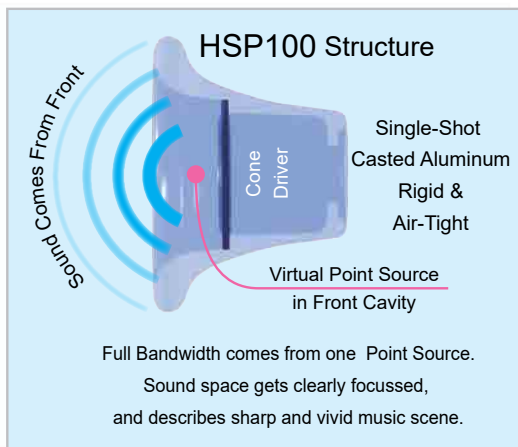 HSP100 Structure
Sound Comes From Front
Cone
Driver
Single-Shot
Casted Aluminum
Rigid &
Air-Tight
Virtual Point Source
in Front Cavity
Full Bandwidth comes from one Point Source.
Sound space gets clearly focussed,
and describes sharp and vivid music scene.